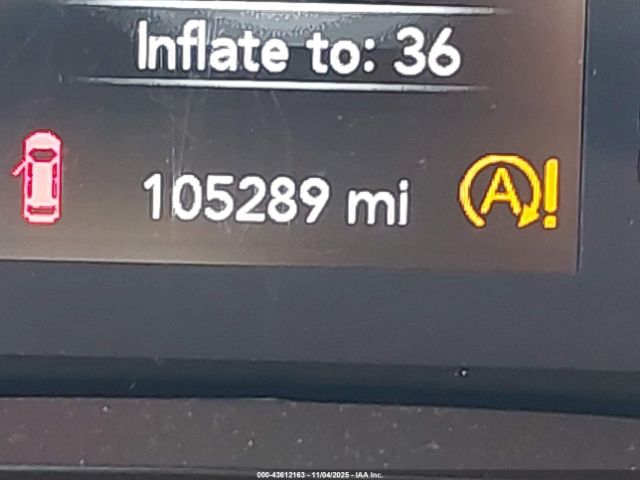 Inflate to: 36
105289 mi
A!
000-43612163 - 11/04/2025 - IAA Inc.